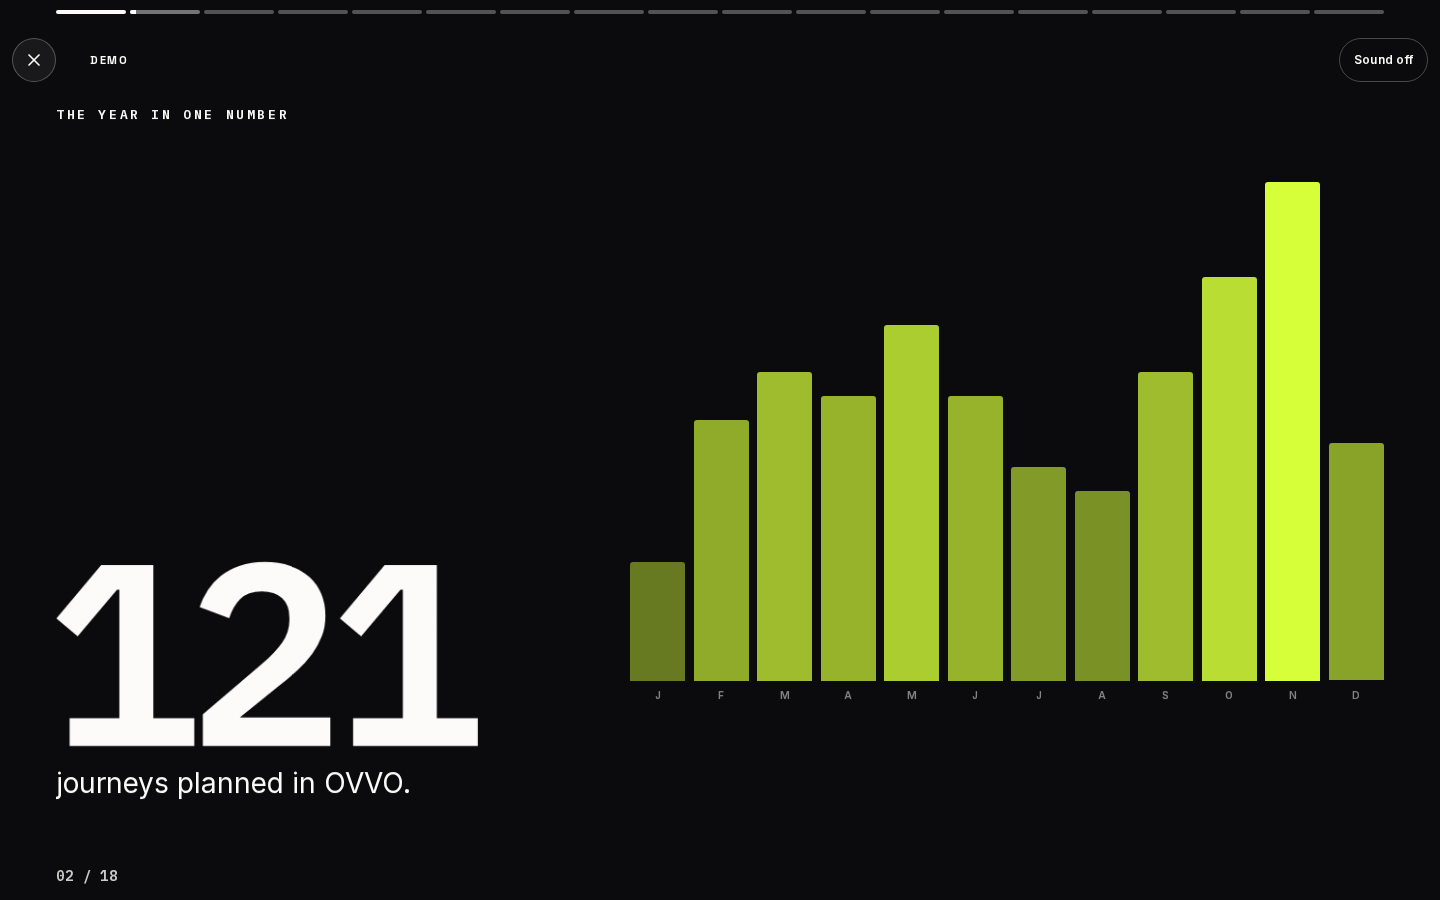 DEMO
Sound off
THE YEAR IN ONE NUMBER
121
journeys planned in OVVO.
J F M A M J J A S O N D
02 / 18